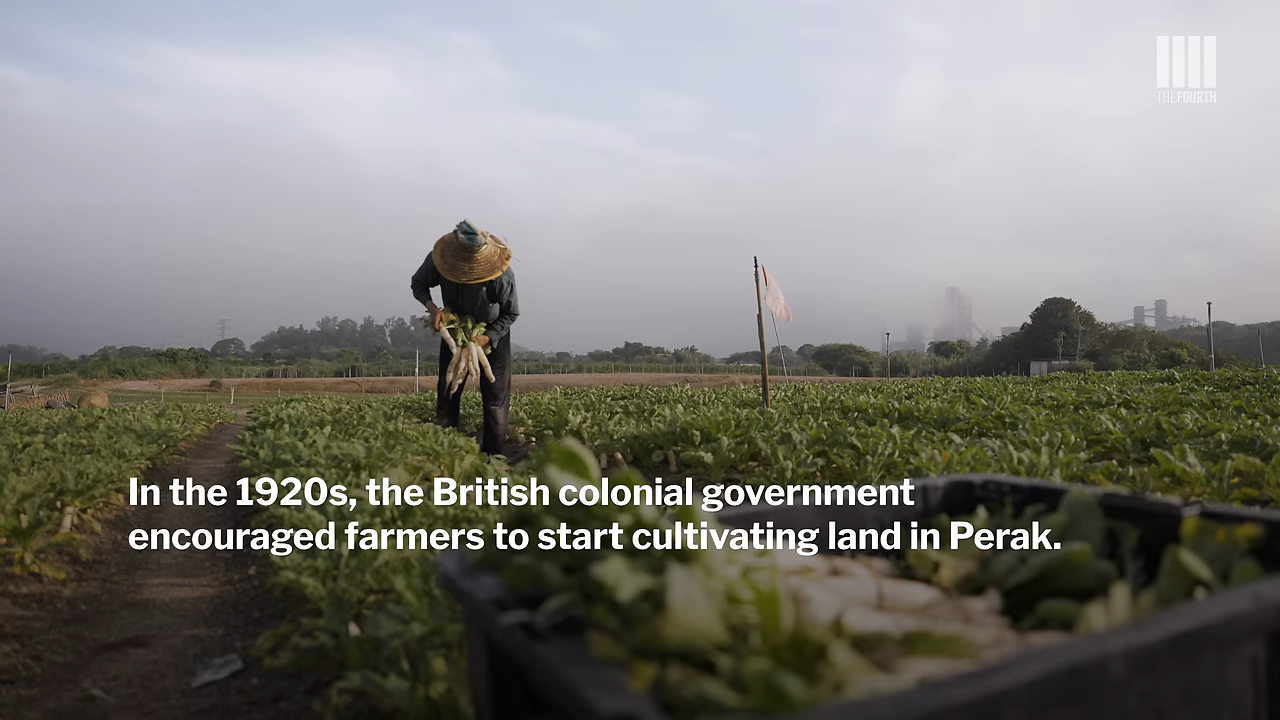 THE FOURTH
In the 1920s, the British colonial government
encouraged farmers to start cultivating land in Perak.